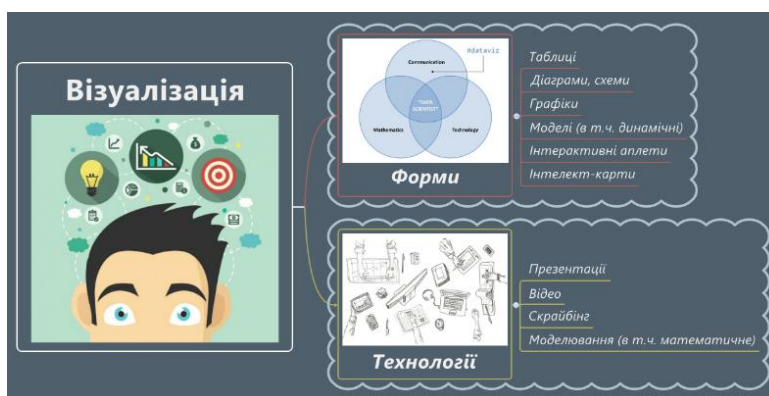 Візуалізація
#dataviz
Communication
"DATA
SCIENTIST"
Mathematics
Technology
Форми
Таблиці
Діаграми, схеми
Графіки
Моделі (в т.ч. динамічні)
Інтерактивні аплети
Інтелект-карти
Технології
Презентації
Відео
Скрайбінг
Моделювання (в т.ч. математичне)